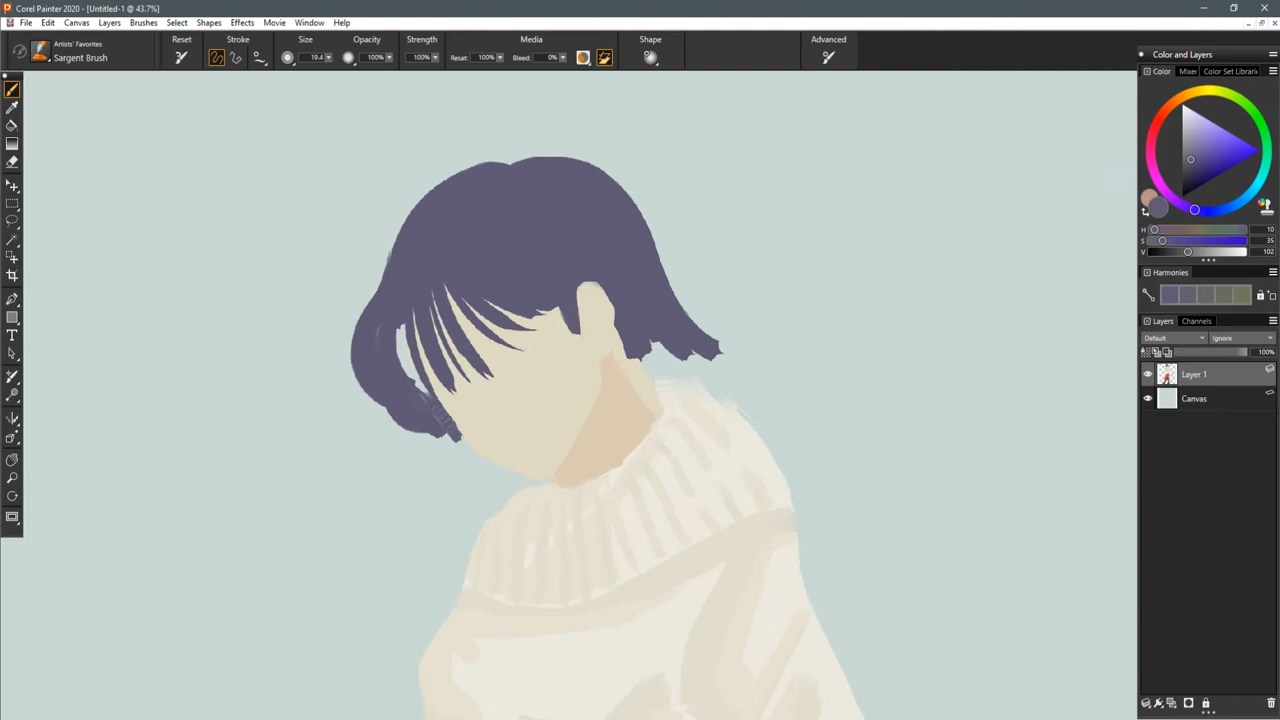 Corel Painter 2020 - [Untitled-1 @ 43.7%]
File Edit Canvas Layers Brushes Select Shapes Effects Movie Window Help
Artists' Favorites
Sargent Brush
Reset Stroke Size Opacity Strength Media Shape Advanced
19.4 100% 100% Reset: 100% Bleed: 0%
Color and Layers
Color Mixer Color Set Librari
H 10
S 35
V 102
Harmonies
Layers Channels
Default Ignore
100%
Layer 1
Canvas